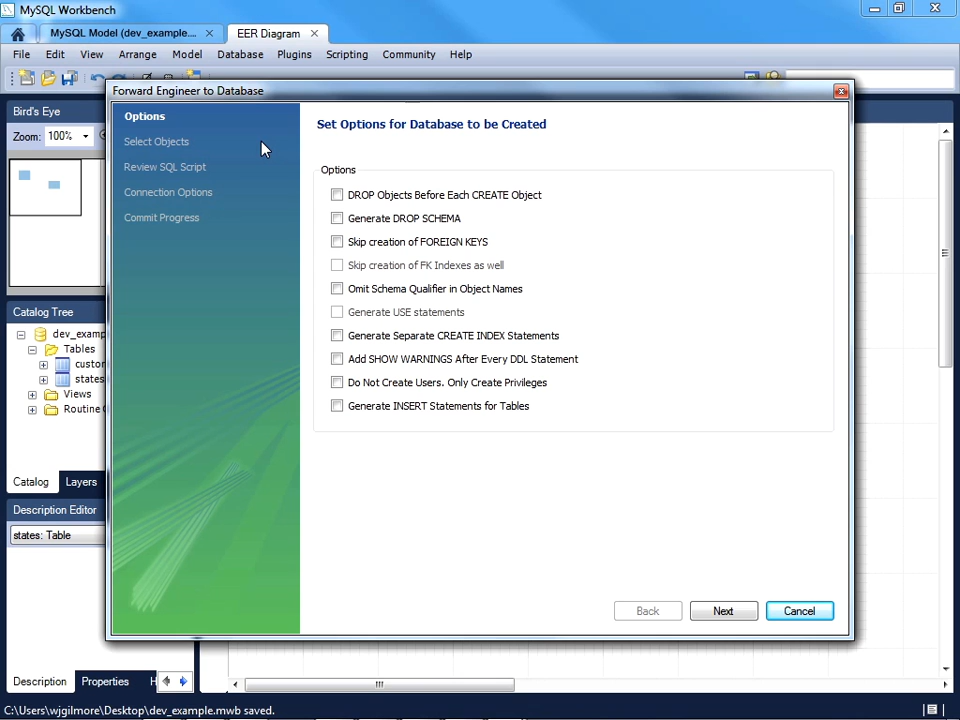 MySQL Workbench
MySQL Model (dev_example....
EER Diagram
File Edit View Arrange Model Database Plugins Scripting Community Help
Forward Engineer to Database
Bird's Eye
Zoom: 100%
Options
Select Objects
Review SQL Script
Connection Options
Commit Progress
Set Options for Database to be Created
Options
DROP Objects Before Each CREATE Object
Generate DROP SCHEMA
Skip creation of FOREIGN KEYS
Skip creation of FK Indexes as well
Omit Schema Qualifier in Object Names
Generate USE statements
Generate Separate CREATE INDEX Statements
Add SHOW WARNINGS After Every DDL Statement
Do Not Create Users. Only Create Privileges
Generate INSERT Statements for Tables
Catalog Tree
dev_examp
Tables
custo
states
Views
Routine
Catalog Layers
Description Editor
states: Table
Back Next Cancel
Description Properties H
C:\Users\wjgilmore\Desktop\dev_example.mwb saved.